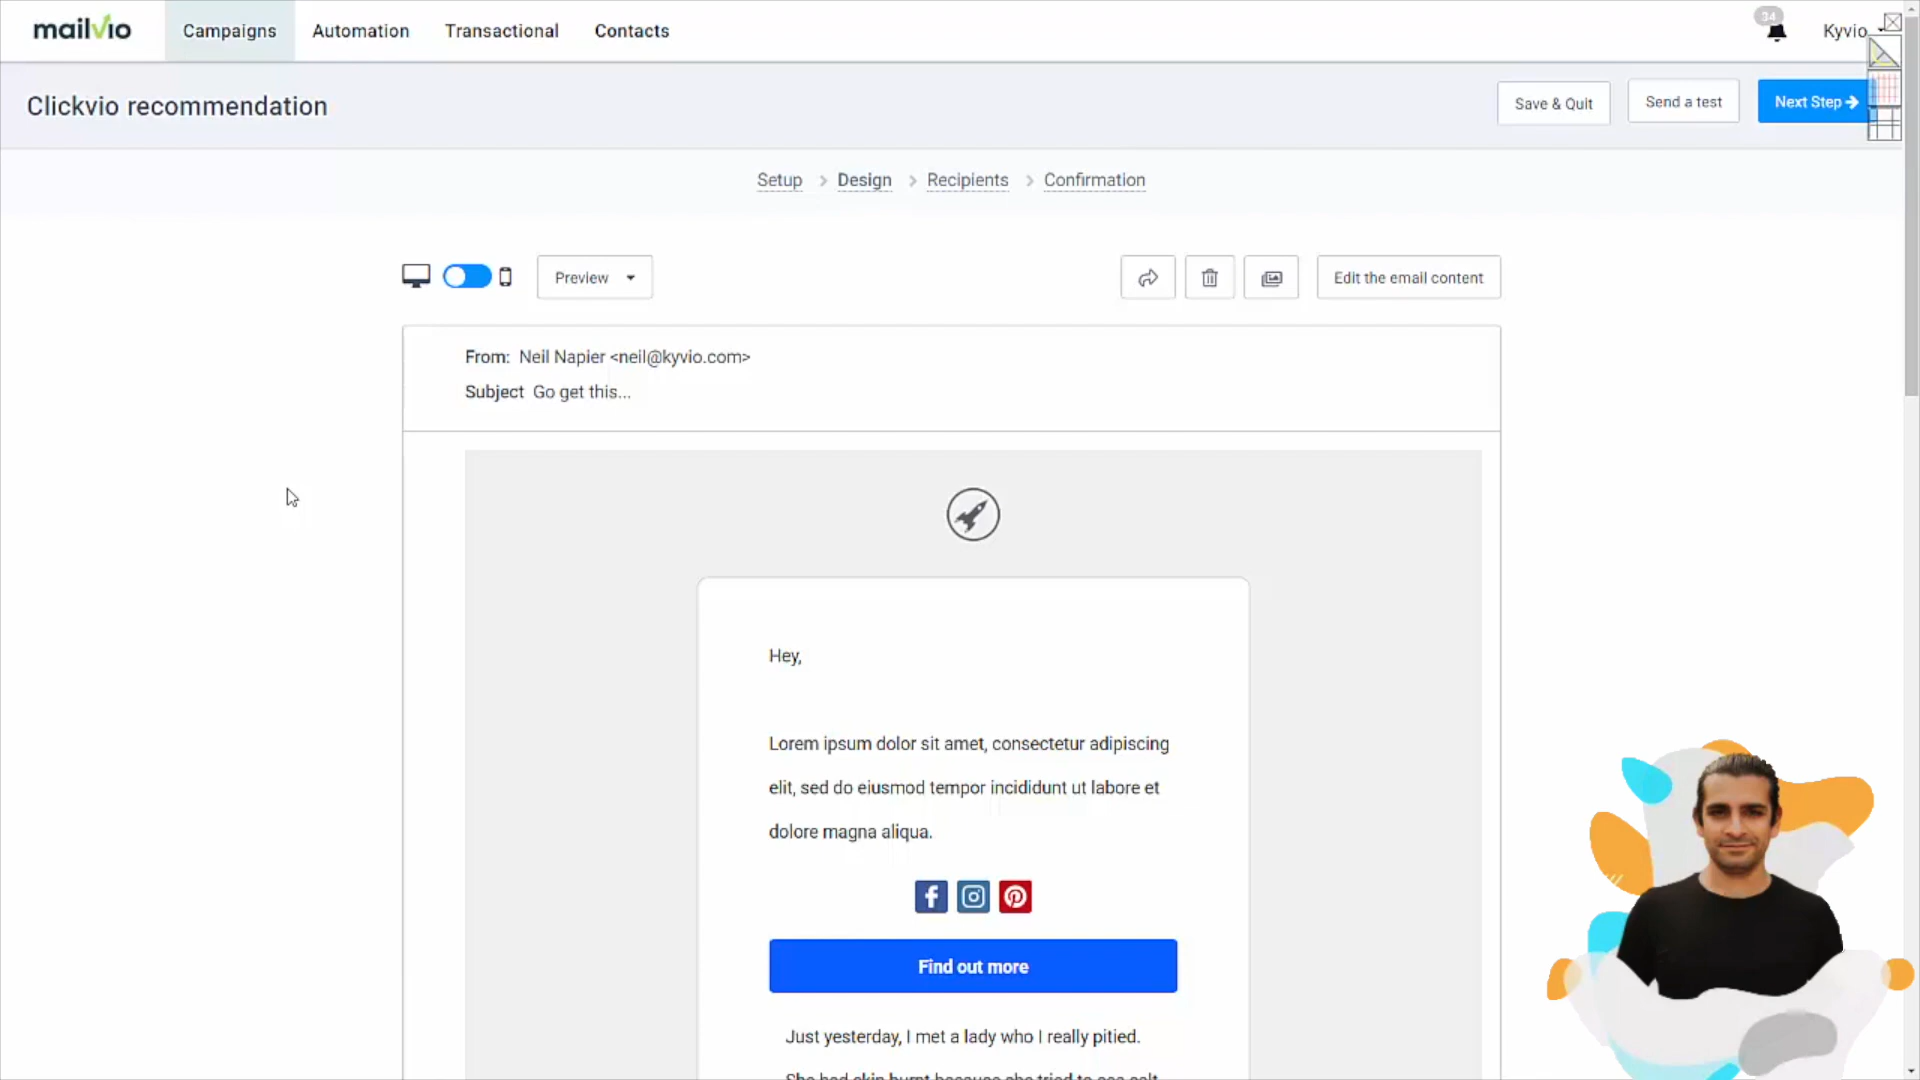 mailvio
Campaigns
Automation
Transactional
Contacts
34
Kyvio
Clickvio recommendation
Save & Quit
Send a test
Next Step
Setup
Design
Recipients
Confirmation
Preview
Edit the email content
From: Neil Napier <neil@kyvio.com>
Subject Go get this...
Hey,
Lorem ipsum dolor sit amet, consectetur adipiscing
elit, sed do eiusmod tempor incididunt ut labore et
dolore magna aliqua.
Find out more
Just yesterday, I met a lady who I really pitied.